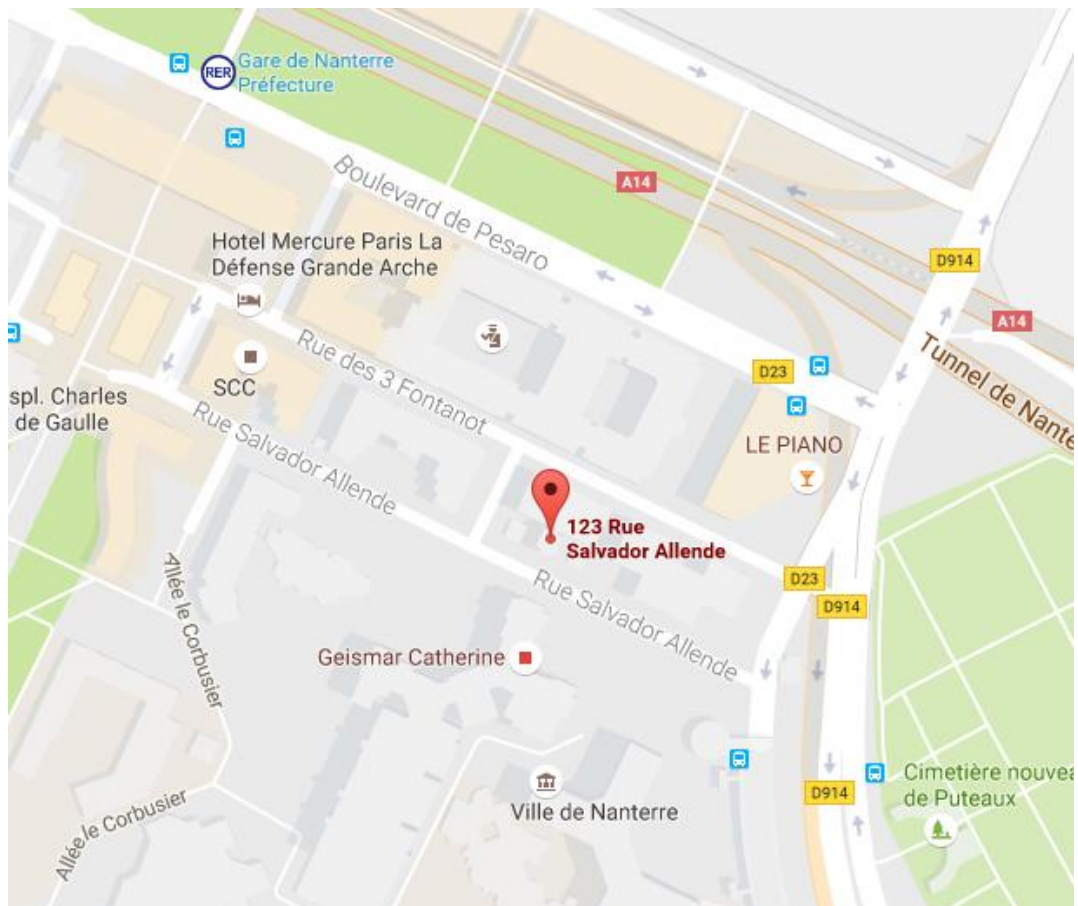 RER
Gare de Nanterre
Préfecture
A14
Boulevard de Pesaro
Hotel Mercure Paris La
Défense Grande Arche
D914
A14
Tunnel de Nante
Rue des 3 Fontanot
SCC
D23
spl. Charles
de Gaulle
Rue Salvador Allende
LE PIANO
123 Rue
Salvador Allende
Allée le Corbusier
Rue Salvador Allende
D23
D914
Geismar Catherine
Cimetière nouvea
de Puteaux
D914
Ville de Nanterre
Allée le Corbusier